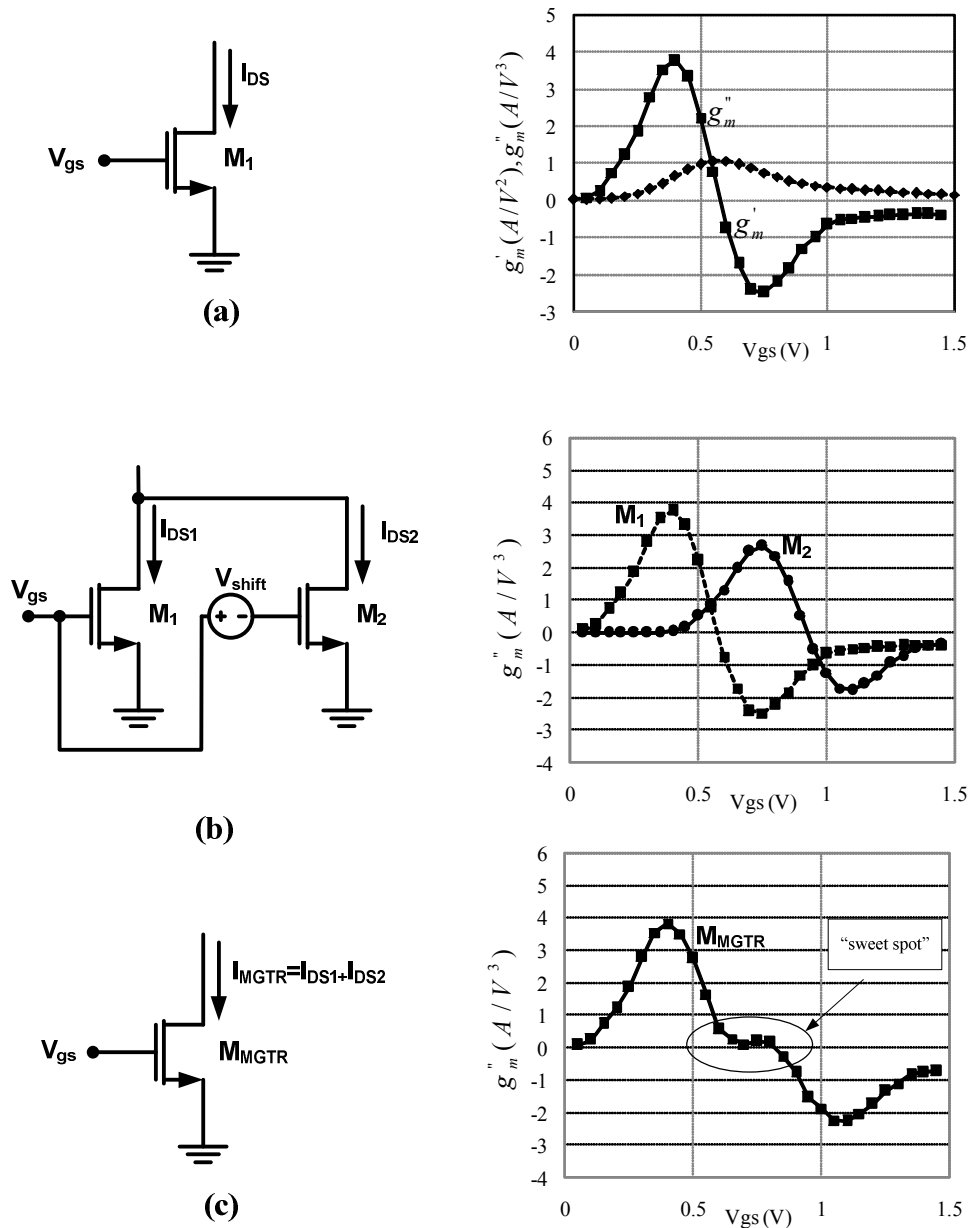 I_DS
V_gs
M_1
(a)
g_m'(A/V^2), g_m''(A/V^3)
5
4
3
2
1
0
-1
-2
-3
g_m''
g_m'
0
0.5
1
1.5
Vgs (V)
I_DS1
I_DS2
V_gs
M_1
V_shift
+ -
M_2
(b)
g_m'' (A/V^3)
6
5
4
3
2
1
0
-1
-2
-3
-4
M_1
M_2
0
0.5
1
1.5
Vgs (V)
I_MGTR=I_DS1+I_DS2
V_gs
M_MGTR
(c)
g_m'' (A/V^3)
6
5
4
3
2
1
0
-1
-2
-3
-4
M_MGTR
“sweet spot”
0
0.5
1
1.5
Vgs (V)